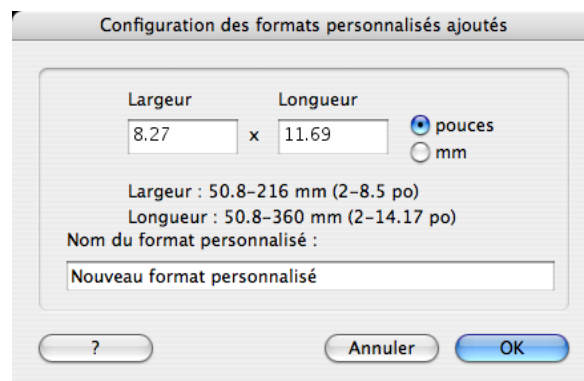 Configuration des formats personnalisés ajoutés
Largeur Longueur
8.27 x 11.69
pouces
mm
Largeur : 50.8–216 mm (2–8.5 po)
Longueur : 50.8–360 mm (2–14.17 po)
Nom du format personnalisé :
Nouveau format personnalisé
? Annuler OK